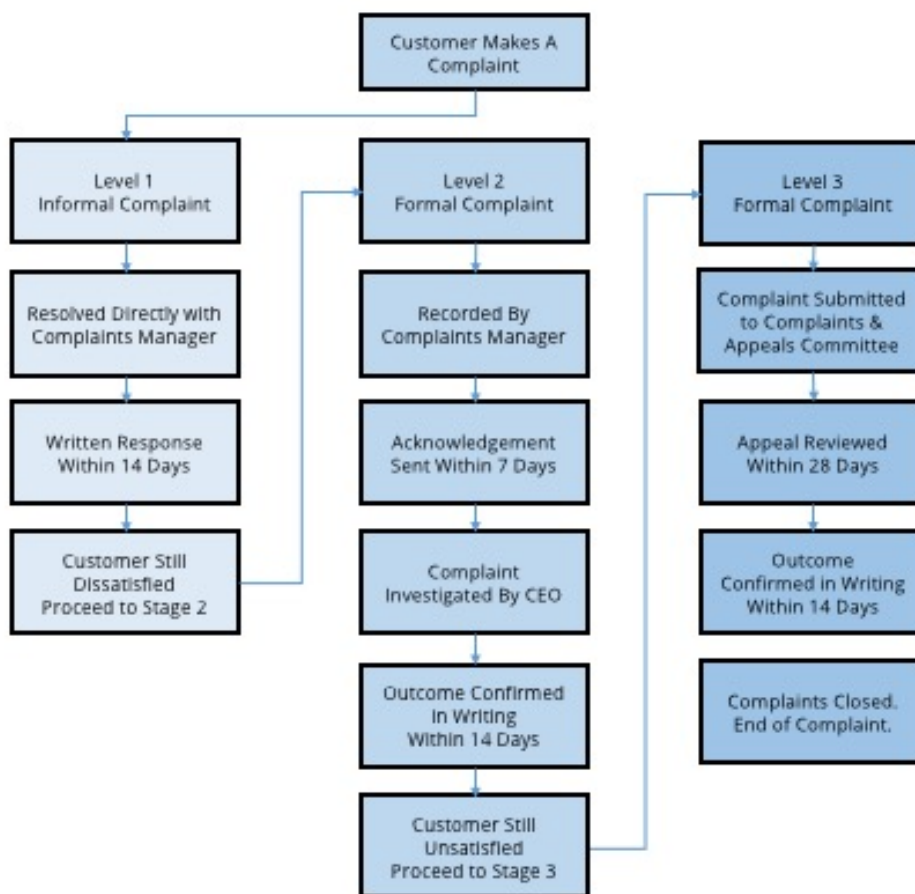 Customer Makes A
Complaint
Level 1
Informal Complaint
Resolved Directly with
Complaints Manager
Written Response
Within 14 Days
Customer Still
Dissatisfied
Proceed to Stage 2
Level 2
Formal Complaint
Recorded By
Complaints Manager
Acknowledgement
Sent Within 7 Days
Complaint
Investigated By CEO
Outcome Confirmed
in Writing
Within 14 Days
Customer Still
Unsatisfied
Proceed to Stage 3
Level 3
Formal Complaint
Complaint Submitted
to Complaints &
Appeals Committee
Appeal Reviewed
Within 28 Days
Outcome
Confirmed in Writing
Within 14 Days
Complaints Closed.
End of Complaint.